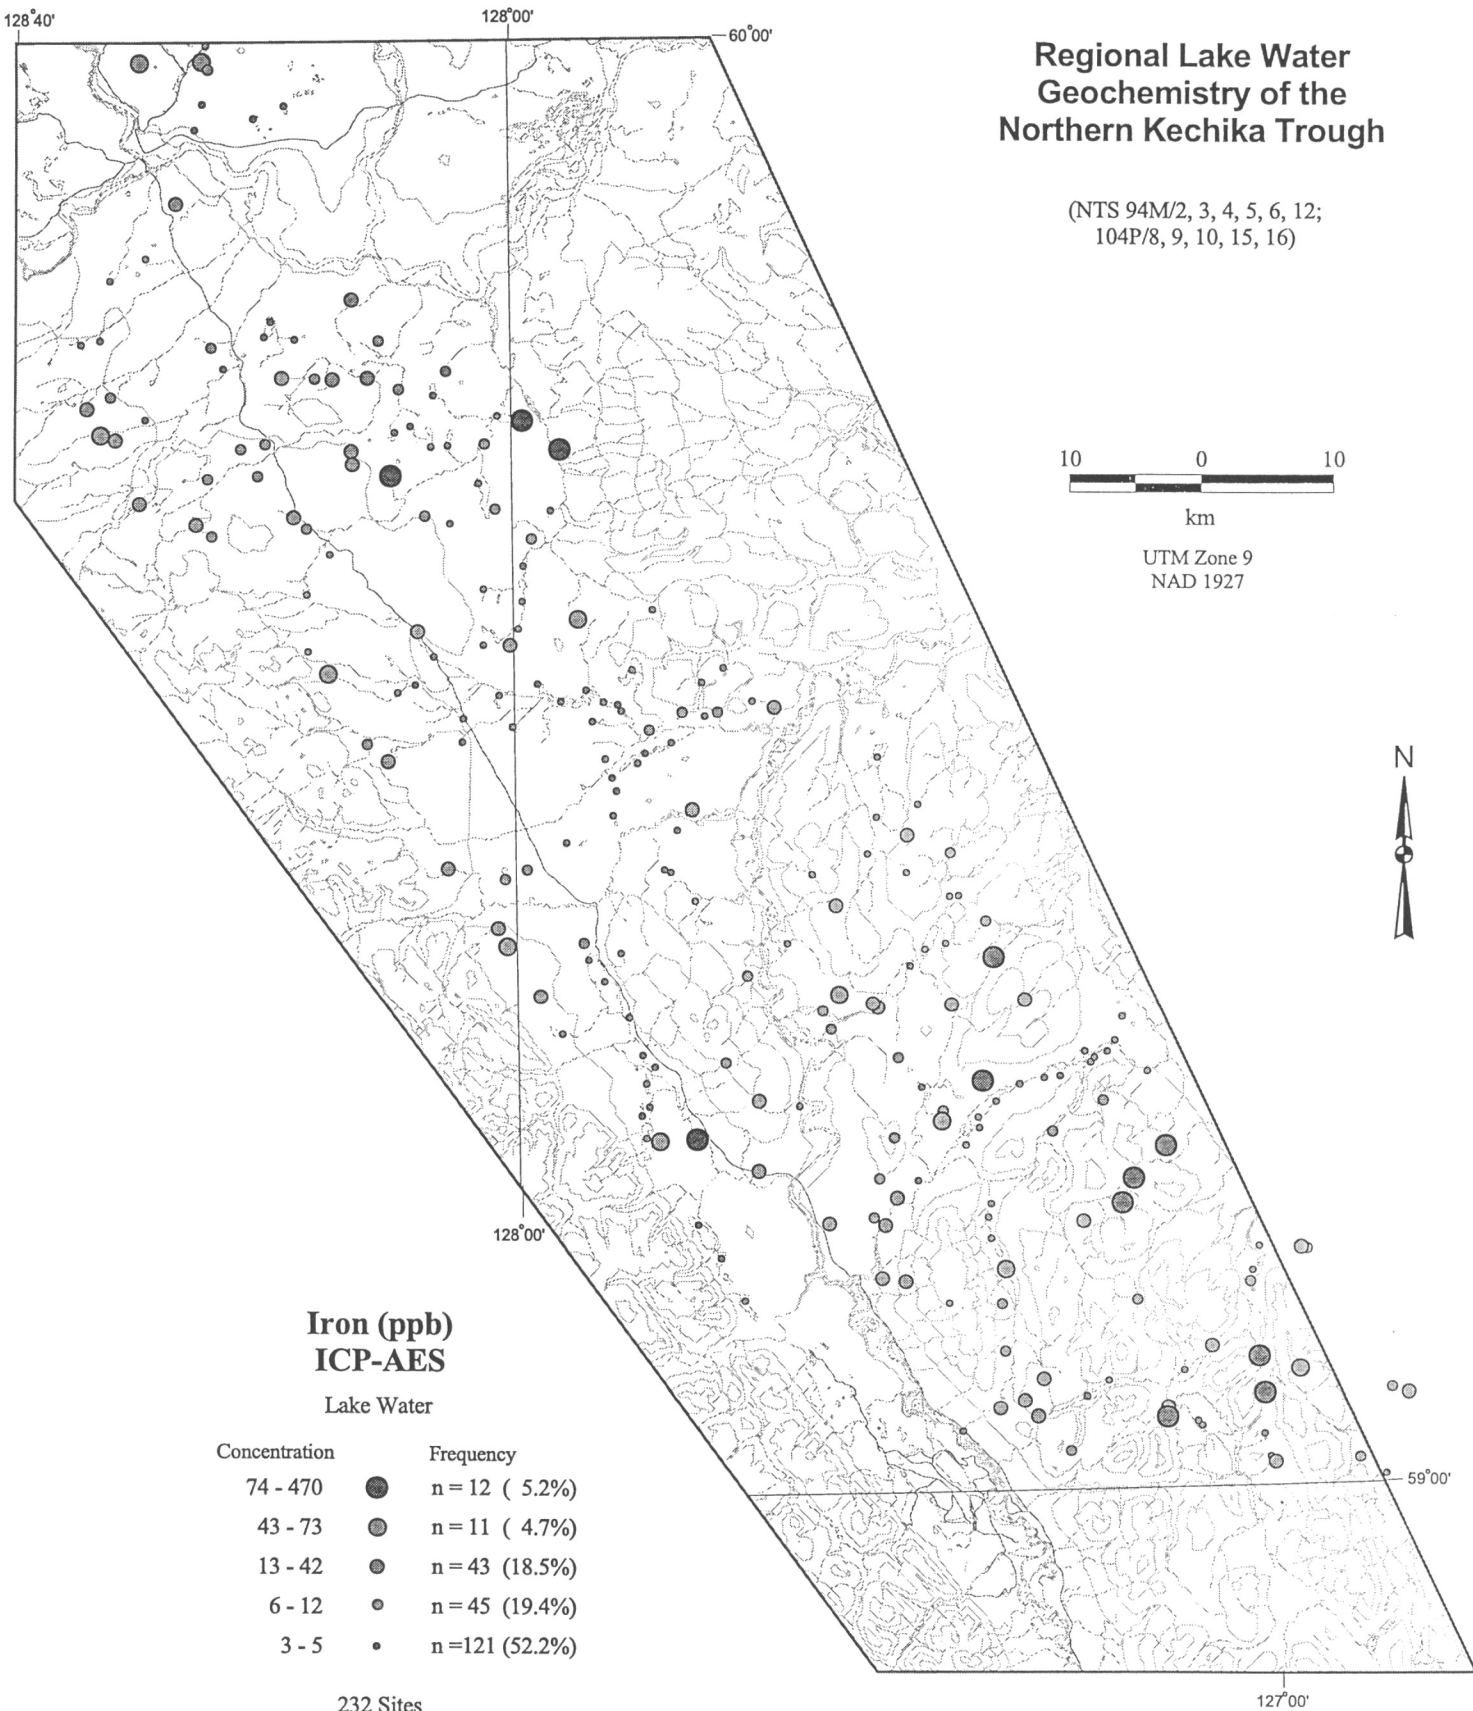 128°40'
128°00'
60°00'
Regional Lake Water
Geochemistry of the
Northern Kechika Trough
(NTS 94M/2, 3, 4, 5, 6, 12;
104P/8, 9, 10, 15, 16)
10 0 10
km
UTM Zone 9
NAD 1927
N
128°00'
Iron (ppb)
ICP-AES
Lake Water
Concentration Frequency
74 - 470 n = 12 ( 5.2%)
43 - 73 n = 11 ( 4.7%)
13 - 42 n = 43 (18.5%)
6 - 12 n = 45 (19.4%)
3 - 5 n =121 (52.2%)
232 Sites
59°00'
127°00'